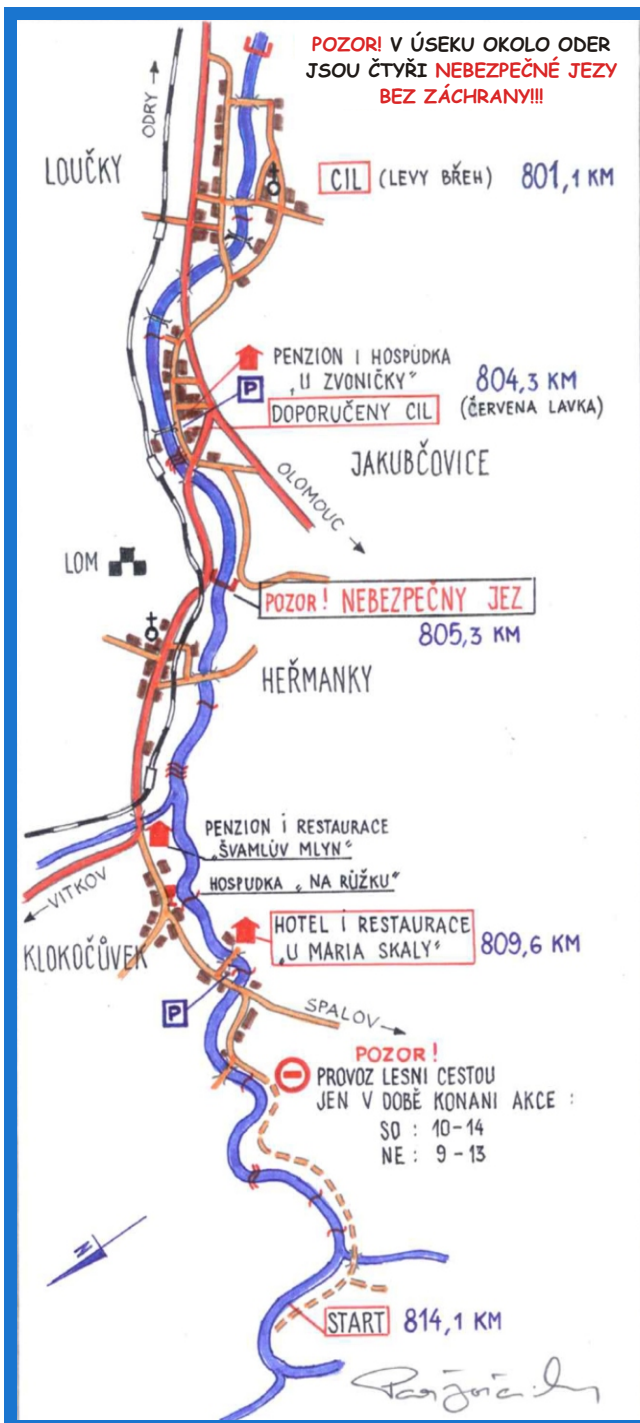 POZOR! V ÚSEKU OKOLO ODER
JSOU ČTYŘI NEBEZPEČNÉ JEZY
BEZ ZÁCHRANY!!!
ODRY
LOUČKY
CIL (LEVY BŘEH) 801,1 KM
PENZION I HOSPŮDKA
„U ZVONIČKY“
804,3 KM
P
DOPORUČENY CIL (ČERVENA LAVKA)
JAKUBČOVICE
OLOMOUC
LOM
POZOR! NEBEZPEČNY JEZ
805,3 KM
HEŘMANKY
PENZION I RESTAURACE
„ŠVAMLŮV MLYN“
VITKOV
HOSPUDKA „NA RŮŽKU“
KLOKOČŮVEK
HOTEL I RESTAURACE
„U MARIA SKALY“
809,6 KM
P
SPALOV
POZOR!
PROVOZ LESNI CESTOU
JEN V DOBĚ KONANI AKCE :
SO : 10-14
NE : 9-13
N
START 814,1 KM